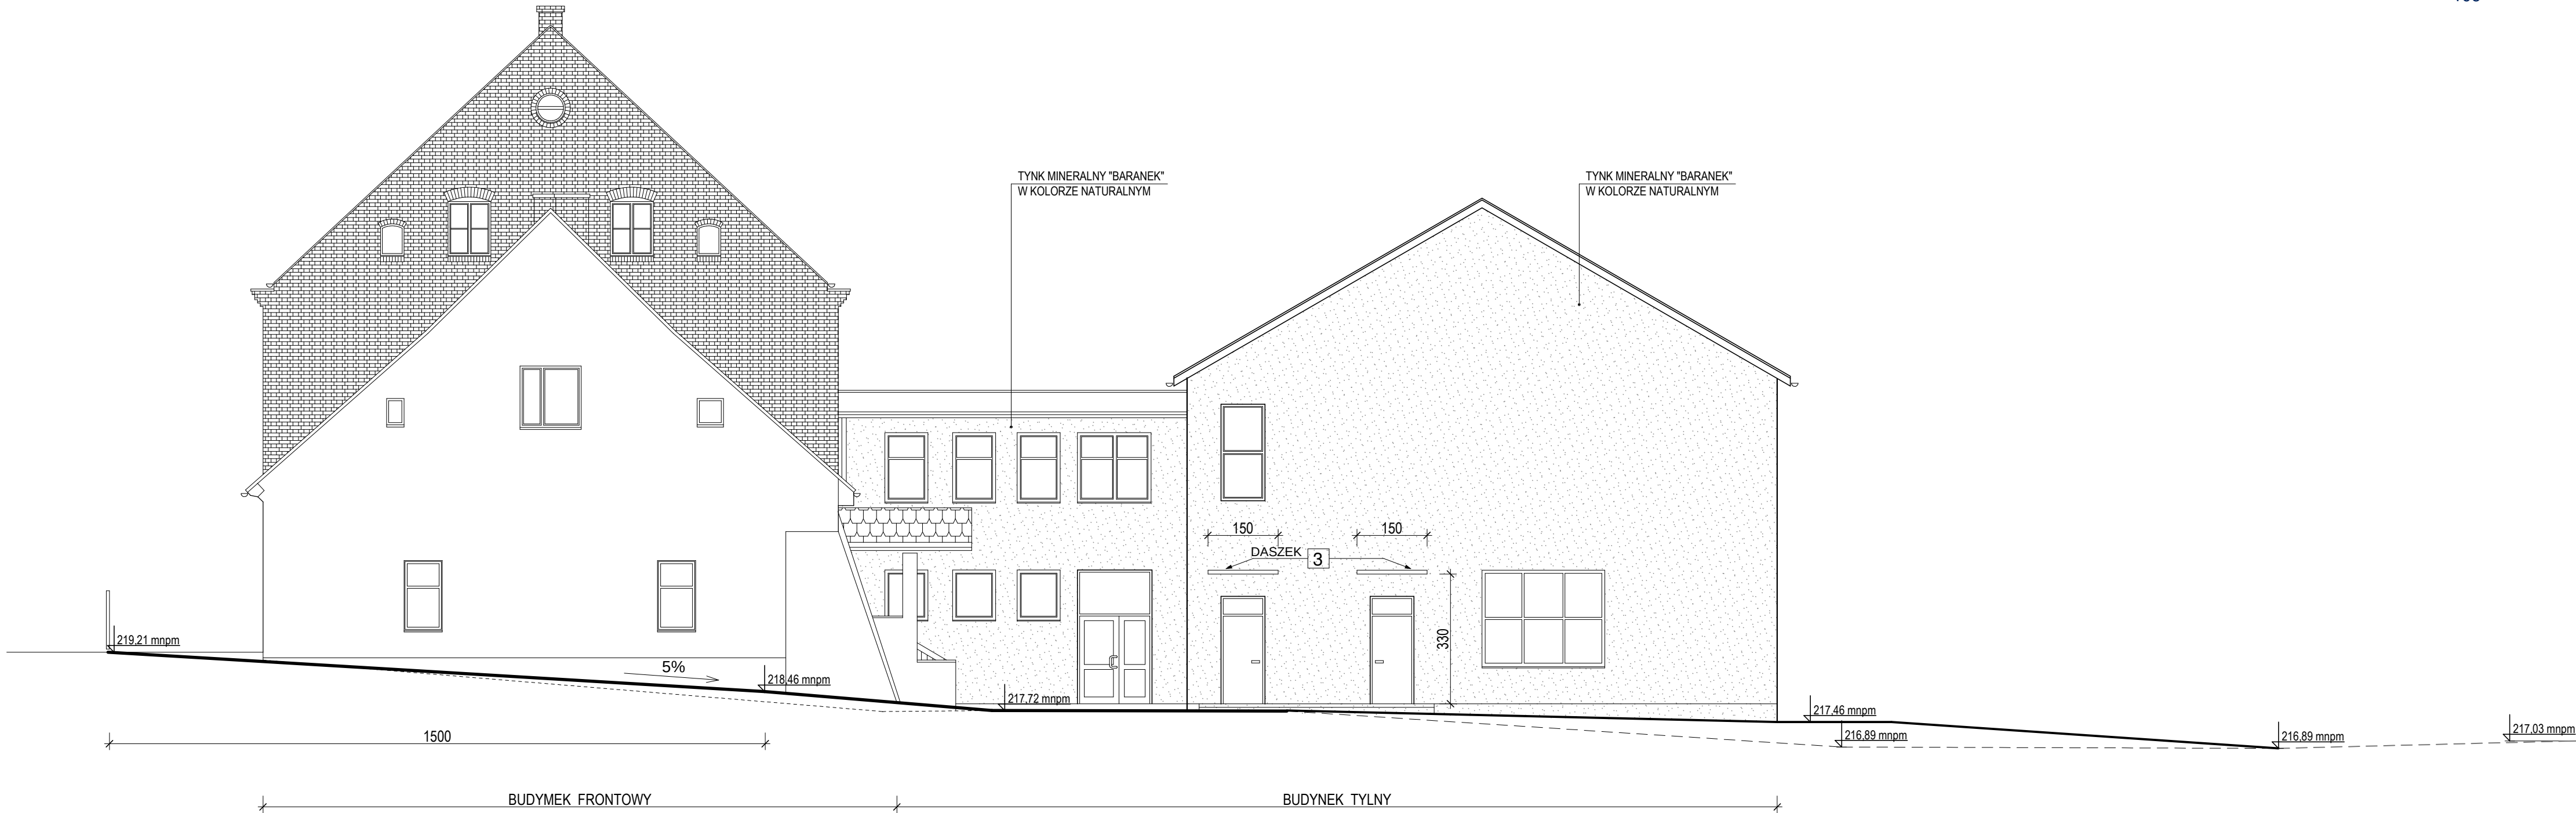 TYNK MINERALNY "BARANEK"
W KOLORZE NATURALNYM
TYNK MINERALNY "BARANEK"
W KOLORZE NATURALNYM
150
150
DASZEK 3
330
219,21 mnpm
5%
218,46 mnpm
217,72 mnpm
217,46 mnpm
216,89 mnpm
216,89 mnpm
217,03 mnpm
1500
BUDYMEK FRONTOWY
BUDYNEK TYLNY